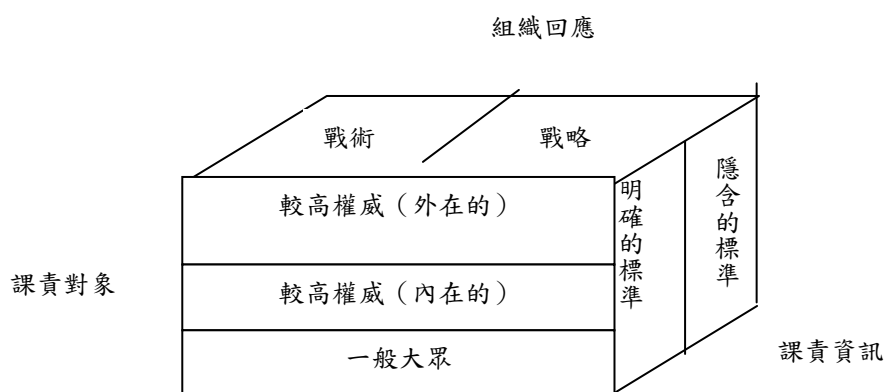 組織回應
戰術
戰略
較高權威（外在的）
較高權威（內在的）
一般大眾
明確的標準
隱含的標準
課責對象
課責資訊